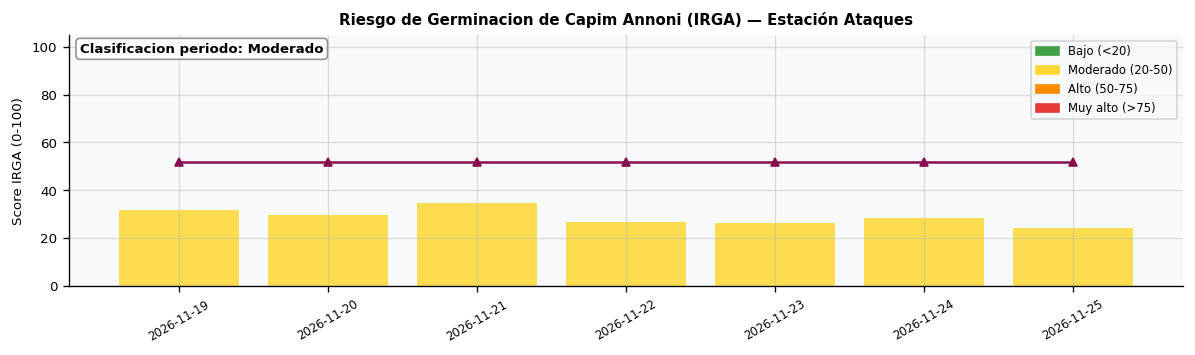 Riesgo de Germinacion de Capim Annoni (IRGA) — Estación Ataques
Clasificacion periodo: Moderado
Bajo (<20)
Moderado (20-50)
Alto (50-75)
Muy alto (>75)
Score IRGA (0-100)
100
80
60
40
20
0
2026-11-19
2026-11-20
2026-11-21
2026-11-22
2026-11-23
2026-11-24
2026-11-25